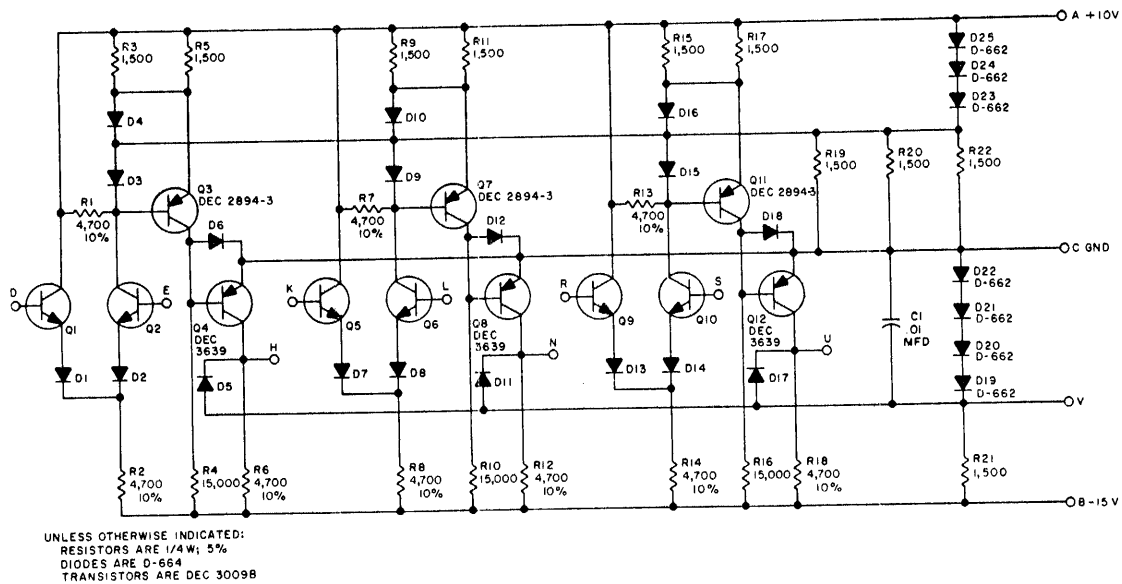 A +10V
R3
1,500
R5
1,500
R9
1,500
R11
1,500
R15
1,500
R17
1,500
D25
D-662
D24
D-662
D23
D-662
D4
D10
D16
R19
1,500
R20
1,500
R22
1,500
D3
D9
D15
R1
4,700
10%
Q3
DEC 2894-3
R7
4,700
10%
Q7
DEC 2894-3
R13
4,700
10%
Q11
DEC 2894-3
D6
D12
D18
C GND
D
E
Q1
Q2
Q4
DEC
3639
H
K
L
Q5
Q6
Q8
DEC
3639
N
R
S
Q9
Q10
Q12
DEC
3639
U
C1
.01
MFD
D22
D-662
D21
D-662
D20
D-662
D19
D-662
D1
D2
D5
D7
D8
D11
D13
D14
D17
V
R2
4,700
10%
R4
15,000
R6
4,700
10%
R8
4,700
10%
R10
15,000
R12
4,700
10%
R14
4,700
10%
R16
15,000
R18
4,700
10%
R21
1,500
B-15V
UNLESS OTHERWISE INDICATED:
RESISTORS ARE 1/4W; 5%
DIODES ARE D-664
TRANSISTORS ARE DEC 3009B